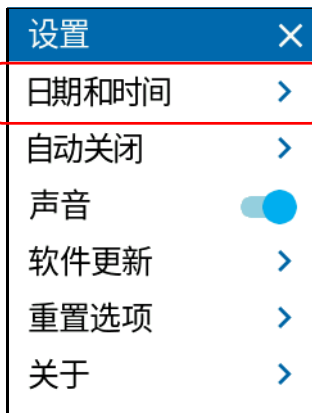 设置
日期和时间
自动关闭
声音
软件更新
重置选项
关于